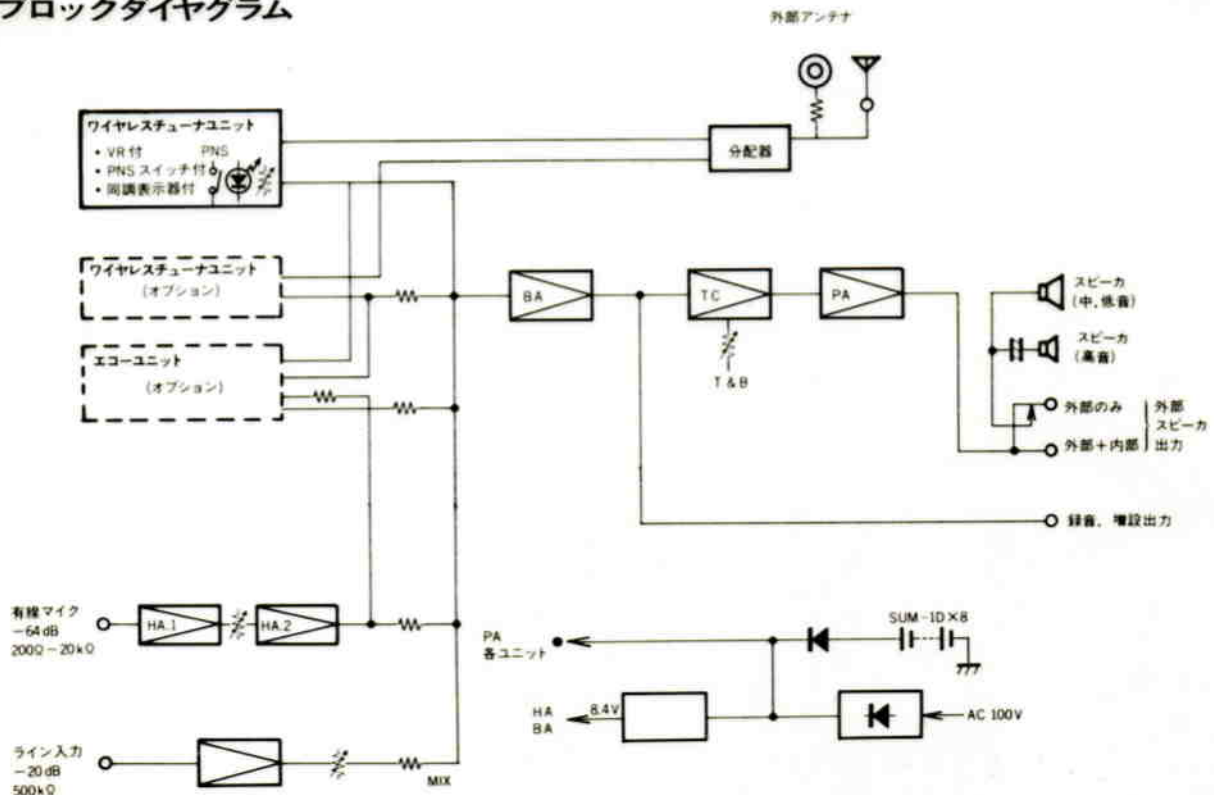 ブロックダイヤグラム
外部アンテナ
ワイヤレスチューナユニット
• VR付
PNS
• PNSスイッチ付
• 同調表示器付
分配器
ワイヤレスチューナユニット
(オプション)
エコーユニット
(オプション)
BA
TC
PA
T & B
スピーカ
(中,低音)
スピーカ
(高音)
外部のみ
外部+内部
外部
スピーカ
出力
録音, 増設出力
有線マイク
-64dB
200Ω-20kΩ
HA.1
HA.2
ライン入力
-20dB
500kΩ
MIX
PA
各ユニット
SUM-1D×8
HA
BA
8.4V
AC 100V